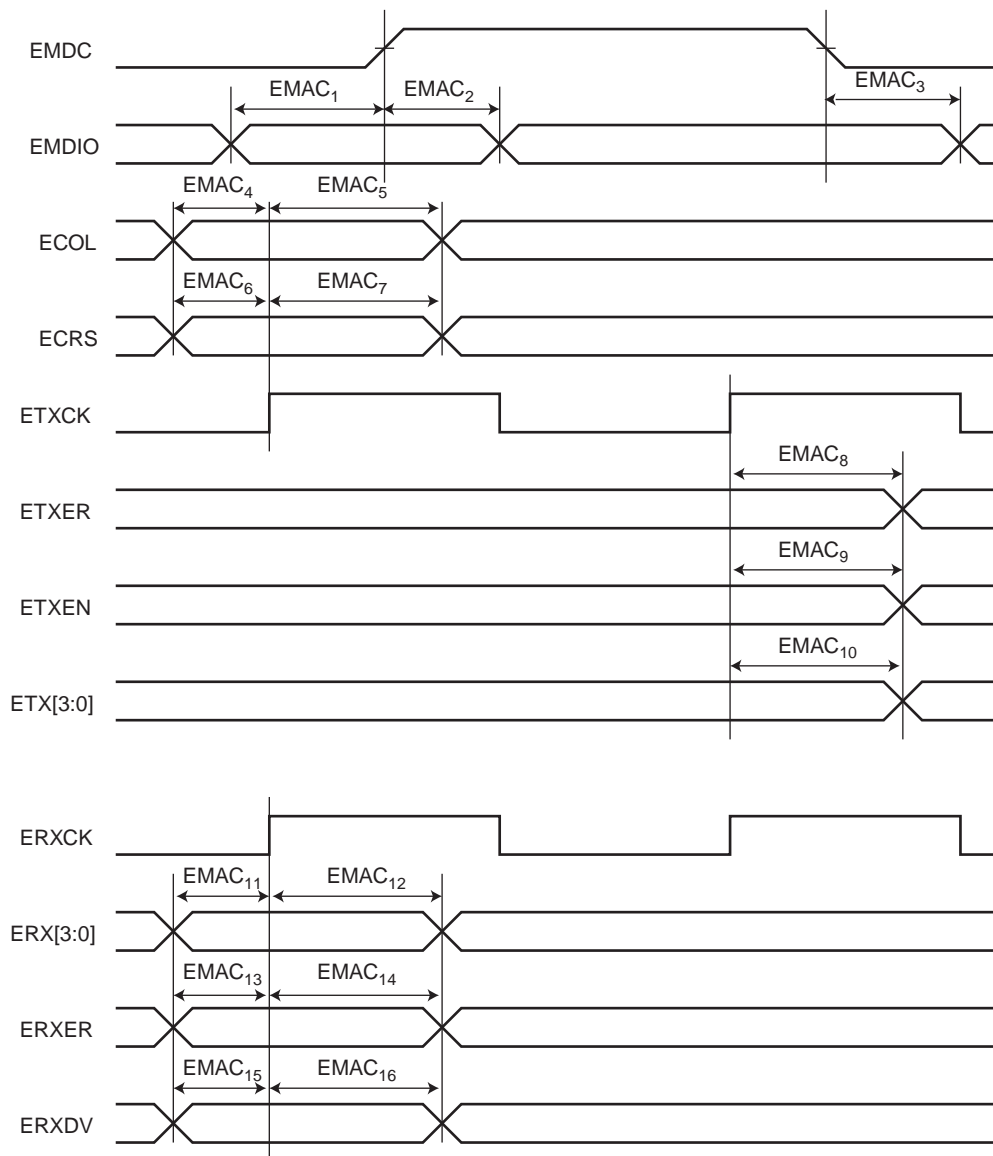 EMDC
EMAC₁ EMAC₂ EMAC₃
EMDIO
EMAC₄ EMAC₅
ECOL
EMAC₆ EMAC₇
ECRS
ETXCK
EMAC₈
ETXER
EMAC₉
ETXEN
EMAC₁₀
ETX[3:0]
ERXCK
EMAC₁₁ EMAC₁₂
ERX[3:0]
EMAC₁₃ EMAC₁₄
ERXER
EMAC₁₅ EMAC₁₆
ERXDV